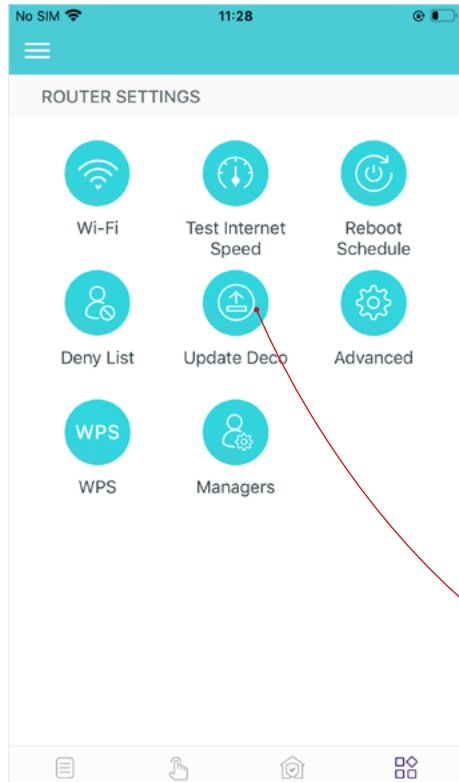 No SIM 11:28
ROUTER SETTINGS
Wi-Fi
Test Internet
Speed
Reboot
Schedule
Deny List
Update Deco
Advanced
WPS
WPS
Managers